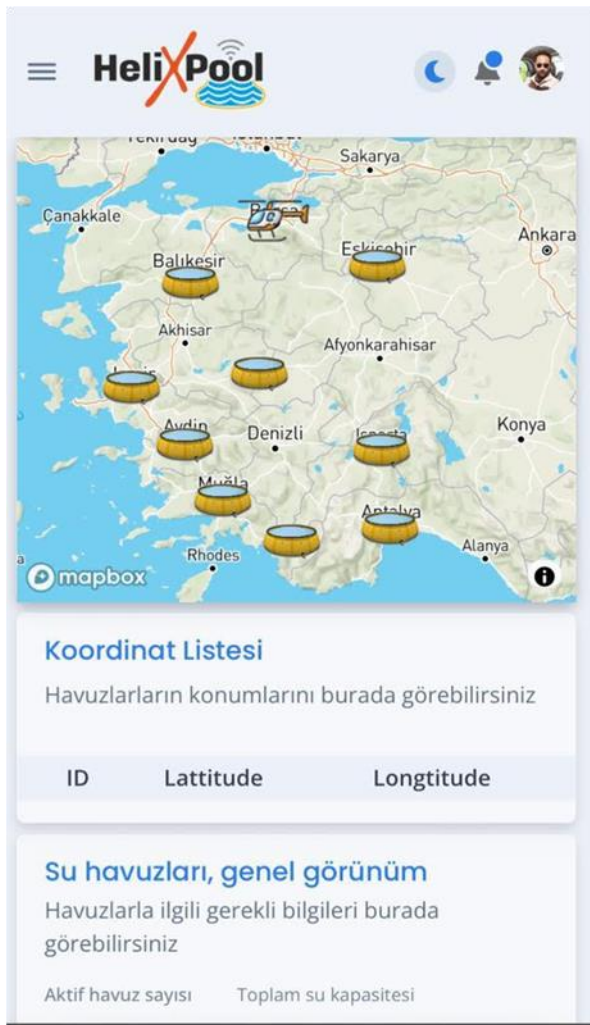 HeliXPool
Sakarya
Çanakkale
Ankara
Balıkesir
Eskişehir
Akhisar
Afyonkarahisar
Aydın
Denizli
Isparta
Konya
Muğla
Antalya
Rhodes
Alanya
mapbox
Koordinat Listesi
Havuzlarların konumlarını burada görebilirsiniz
ID Lattitude Longtitude
Su havuzları, genel görünüm
Havuzlarla ilgili gerekli bilgileri burada
görebilirsiniz
Aktif havuz sayısı Toplam su kapasitesi